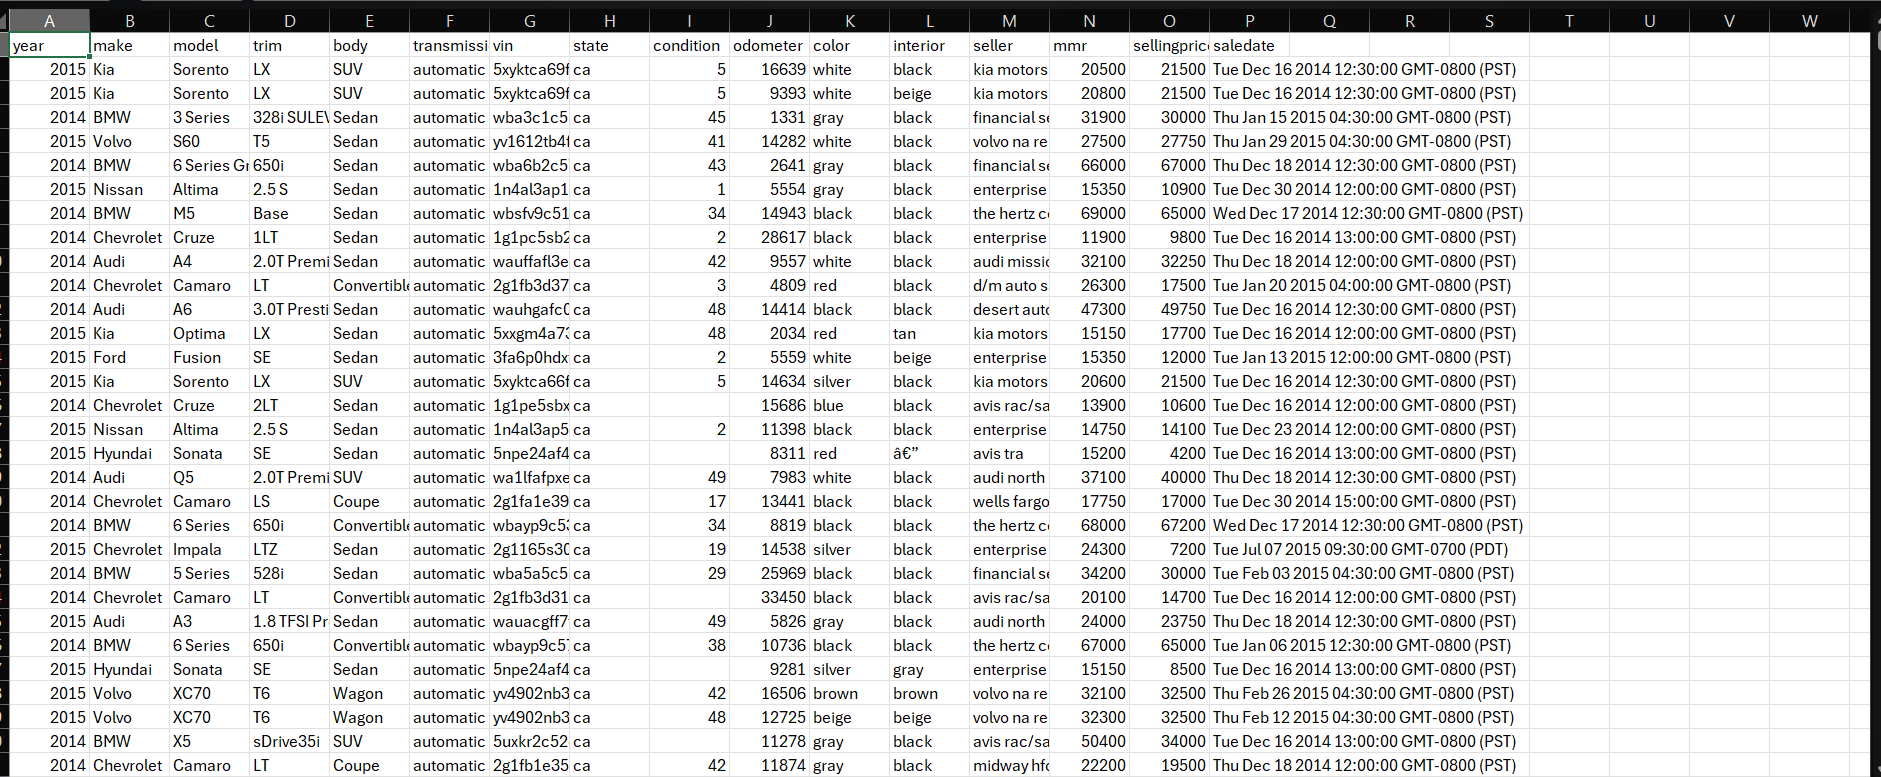 A B C D E F G H I J K L M N O P Q R S T U V W
year make model trim body transmissi vin state condition odometer color interior seller mmr sellingpric saledate
2015 Kia Sorento LX SUV automatic 5xyktca69f ca 5 16639 white black kia motors 20500 21500 Tue Dec 16 2014 12:30:00 GMT-0800 (PST)
2015 Kia Sorento LX SUV automatic 5xyktca69f ca 5 9393 white beige kia motors 20800 21500 Tue Dec 16 2014 12:30:00 GMT-0800 (PST)
2014 BMW 3 Series 328i SULEV Sedan automatic wba3c1c5 ca 45 1331 gray black financial se 31900 30000 Thu Jan 15 2015 04:30:00 GMT-0800 (PST)
2015 Volvo S60 T5 Sedan automatic yv1612tb4f ca 41 14282 white black volvo na re 27500 27750 Thu Jan 29 2015 04:30:00 GMT-0800 (PST)
2014 BMW 6 Series Gr 650i Sedan automatic wba6b2c5 ca 43 2641 gray black financial se 66000 67000 Thu Dec 18 2014 12:30:00 GMT-0800 (PST)
2015 Nissan Altima 2.5 S Sedan automatic 1n4al3ap1 ca 1 5554 gray black enterprise 15350 10900 Tue Dec 30 2014 12:00:00 GMT-0800 (PST)
2014 BMW M5 Base Sedan automatic wbsfv9c51 ca 34 14943 black black the hertz c 69000 65000 Wed Dec 17 2014 12:30:00 GMT-0800 (PST)
2014 Chevrolet Cruze 1LT Sedan automatic 1g1pc5sb2 ca 2 28617 black black enterprise 11900 9800 Tue Dec 16 2014 13:00:00 GMT-0800 (PST)
2014 Audi A4 2.0T Premi Sedan automatic wauffafl3e ca 42 9557 white black audi missic 32100 32250 Thu Dec 18 2014 12:00:00 GMT-0800 (PST)
2014 Chevrolet Camaro LT Convertible automatic 2g1fb3d37 ca 3 4809 red black d/m auto s 26300 17500 Tue Jan 20 2015 04:00:00 GMT-0800 (PST)
2014 Audi A6 3.0T Presti Sedan automatic wauhgafc0 ca 48 14414 black black desert auto 47300 49750 Tue Dec 16 2014 12:30:00 GMT-0800 (PST)
2015 Kia Optima LX Sedan automatic 5xxgm4a73 ca 48 2034 red tan kia motors 15150 17700 Tue Dec 16 2014 12:00:00 GMT-0800 (PST)
2015 Ford Fusion SE Sedan automatic 3fa6p0hdx ca 2 5559 white beige enterprise 15350 12000 Tue Jan 13 2015 12:00:00 GMT-0800 (PST)
2015 Kia Sorento LX SUV automatic 5xyktca66f ca 5 14634 silver black kia motors 20600 21500 Tue Dec 16 2014 12:30:00 GMT-0800 (PST)
2014 Chevrolet Cruze 2LT Sedan automatic 1g1pe5sbx ca 15686 blue black avis rac/sa 13900 10600 Tue Dec 16 2014 12:00:00 GMT-0800 (PST)
2015 Nissan Altima 2.5 S Sedan automatic 1n4al3ap5 ca 2 11398 black black enterprise 14750 14100 Tue Dec 23 2014 12:00:00 GMT-0800 (PST)
2015 Hyundai Sonata SE Sedan automatic 5npe24af4 ca 8311 red â€” avis tra 15200 4200 Tue Dec 16 2014 13:00:00 GMT-0800 (PST)
2014 Audi Q5 2.0T Premi SUV automatic wa1lfafpxe ca 49 7983 white black audi north 37100 40000 Thu Dec 18 2014 12:30:00 GMT-0800 (PST)
2014 Chevrolet Camaro LS Coupe automatic 2g1fa1e39 ca 17 13441 black black wells fargo 17750 17000 Tue Dec 30 2014 15:00:00 GMT-0800 (PST)
2014 BMW 6 Series 650i Convertible automatic wbayp9c53 ca 34 8819 black black the hertz c 68000 67200 Wed Dec 17 2014 12:30:00 GMT-0800 (PST)
2015 Chevrolet Impala LTZ Sedan automatic 2g1165s30 ca 19 14538 silver black enterprise 24300 7200 Tue Jul 07 2015 09:30:00 GMT-0700 (PDT)
2014 BMW 5 Series 528i Sedan automatic wba5a5c5 ca 29 25969 black black financial se 34200 30000 Tue Feb 03 2015 04:30:00 GMT-0800 (PST)
2014 Chevrolet Camaro LT Convertible automatic 2g1fb3d31 ca 33450 black black avis rac/sa 20100 14700 Tue Dec 16 2014 12:00:00 GMT-0800 (PST)
2015 Audi A3 1.8 TFSI Pr Sedan automatic wauacgff7 ca 49 5826 gray black audi north 24000 23750 Thu Dec 18 2014 12:30:00 GMT-0800 (PST)
2014 BMW 6 Series 650i Convertible automatic wbayp9c57 ca 38 10736 black black the hertz c 67000 65000 Tue Jan 06 2015 12:30:00 GMT-0800 (PST)
2015 Hyundai Sonata SE Sedan automatic 5npe24af4 ca 9281 silver gray enterprise 15150 8500 Tue Dec 16 2014 13:00:00 GMT-0800 (PST)
2015 Volvo XC70 T6 Wagon automatic yv4902nb3 ca 42 16506 brown brown volvo na re 32100 32500 Thu Feb 26 2015 04:30:00 GMT-0800 (PST)
2015 Volvo XC70 T6 Wagon automatic yv4902nb3 ca 48 12725 beige beige volvo na re 32300 32500 Thu Feb 12 2015 04:30:00 GMT-0800 (PST)
2014 BMW X5 sDrive35i SUV automatic 5uxkr2c52 ca 11278 gray black avis rac/sa 50400 34000 Tue Dec 16 2014 13:00:00 GMT-0800 (PST)
2014 Chevrolet Camaro LT Coupe automatic 2g1fb1e35 ca 42 11874 gray black midway hfc 22200 19500 Thu Dec 18 2014 12:00:00 GMT-0800 (PST)